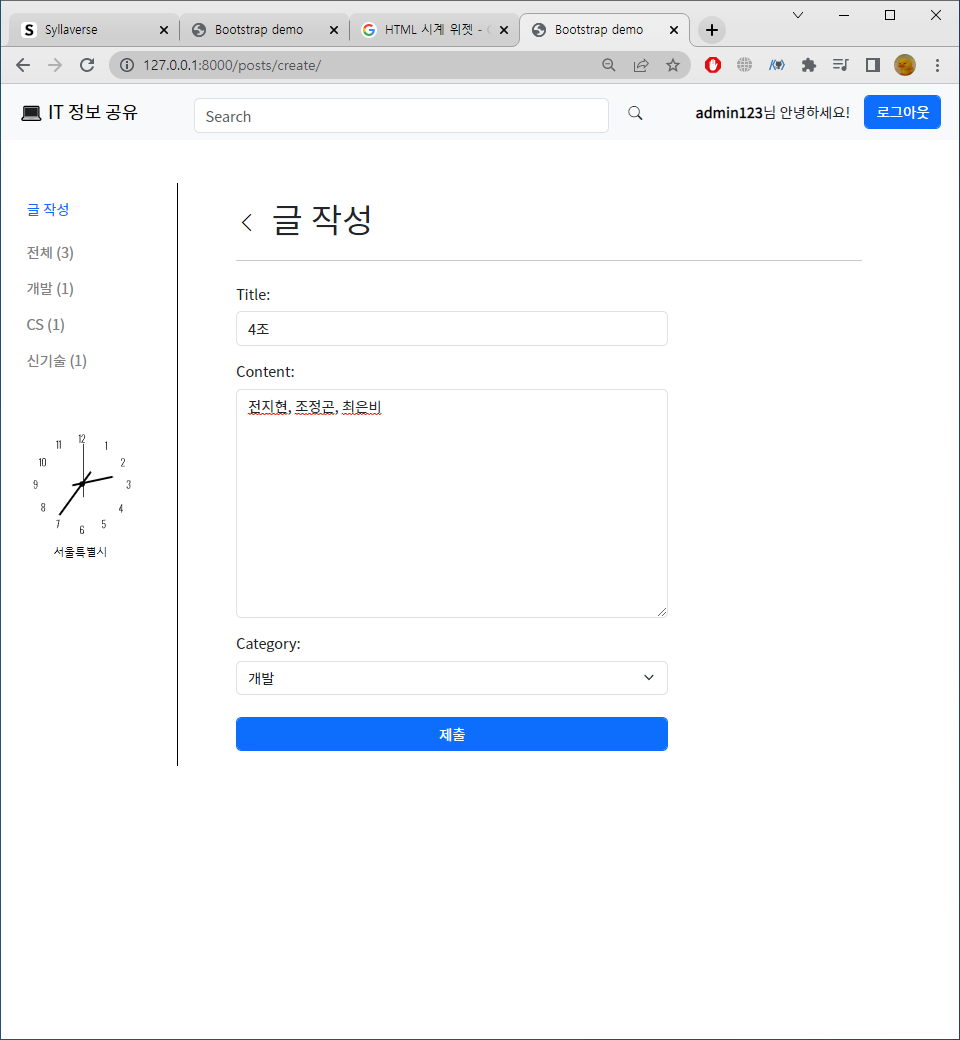 Syllaverse
Bootstrap demo
HTML 시계 위젯 -
Bootstrap demo
127.0.0.1:8000/posts/create/
IT 정보 공유
Search
admin123님 안녕하세요!
로그아웃
글 작성
전체 (3)
개발 (1)
CS (1)
신기술 (1)
12
1
2
3
4
5
6
7
8
9
10
11
서울특별시
글 작성
Title:
4조
Content:
전지현, 조정곤, 최은비
Category:
개발
제출